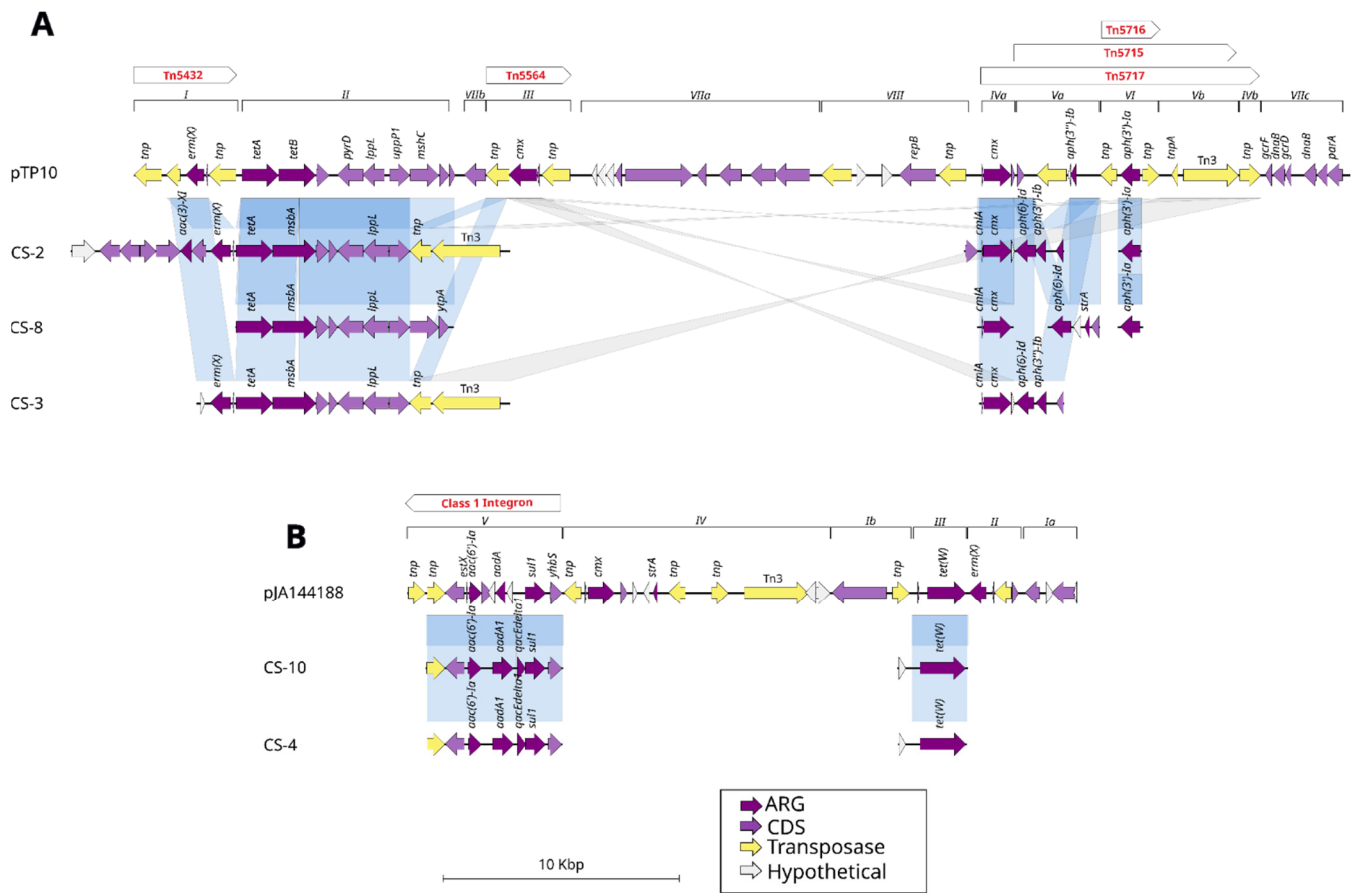 A
Tn5716
Tn5715
Tn5432 Tn5564 Tn5717
I II VIIb III VIIa VIII IVa Va VI Vb IVb VIIc
tnp erm(X) tnp tetA tetB pyrD lppL uppP1 mshC cmx tnp repB tnp cmx aph(3'')-Ib tnp aph(3')-Ia tnp tnpA Tn3 tnp gcrD dnaB parA
pTP10
aac(3)-XI erm(X) tetA msbA lppL tnp Tn3 cmlA cmx aph(6)-Id aph(3'')-Ib aph(3')-Ia
CS-2
tetA msbA lppL ytpA cmlA cmx aph(6)-Id strA aph(3')-Ia
CS-8
erm(X) tetA msbA lppL tnp Tn3 cmlA cmx aph(6)-Id aph(3'')-Ib
CS-3
B
Class 1 Integron
V IV Ib III II Ia
tnp tnp estX aac(6')-Ia aadA sul1 yhbS tnp cmx strA tnp tnp Tn3 tnp tet(W) erm(X)
pJA144188
aac(6')-Ia aadA1 qacEdelta1 sul1 tet(W)
CS-10
aac(6')-Ia aadA1 qacEdelta1 sul1 tet(W)
CS-4
ARG
CDS
Transposase
Hypothetical
10 Kbp